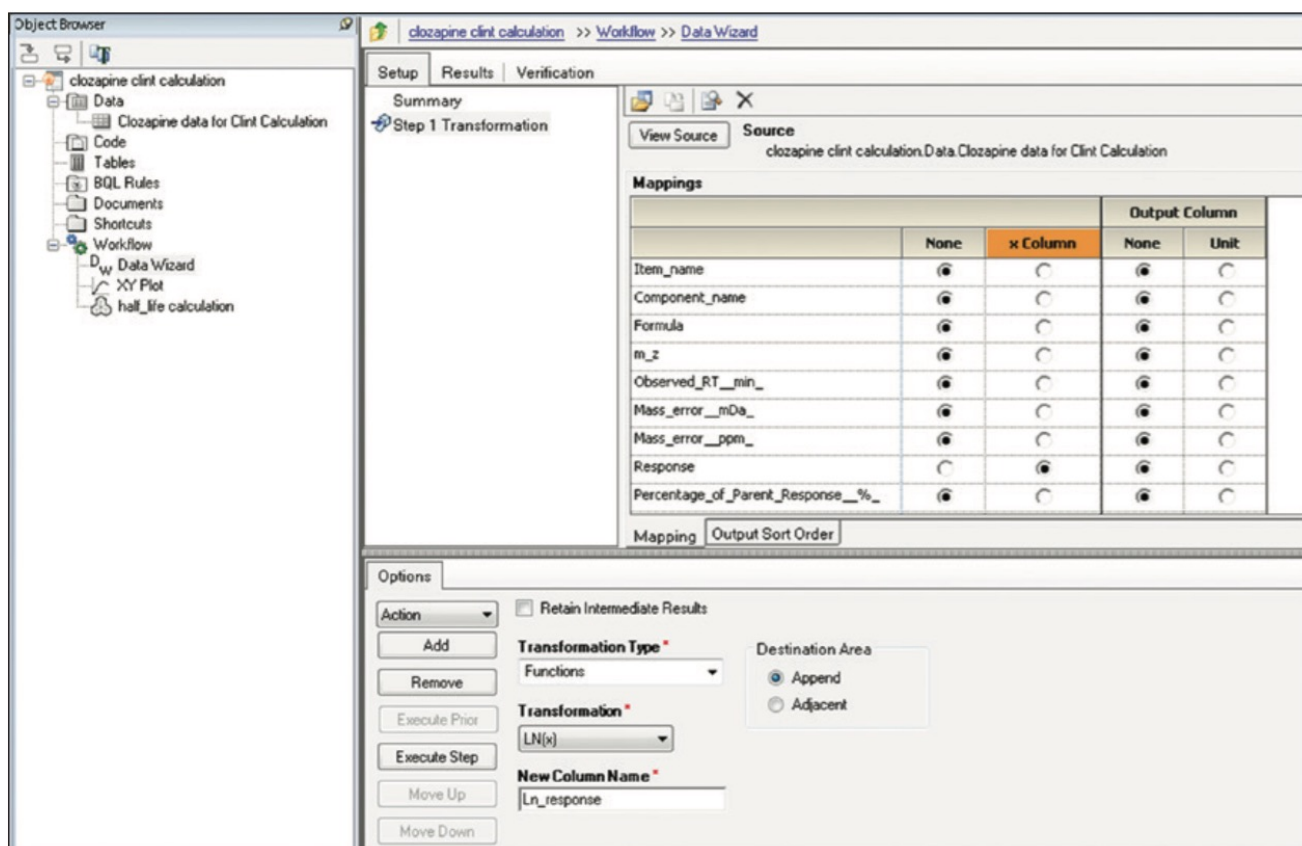 Object Browser
clozapine clint calculation
Data
Clozapine data for Clint Calculation
Code
Tables
BQL Rules
Documents
Shortcuts
Workflow
Dw Data Wizard
XY Plot
half_life calculation
clozapine clint calculation >> Workflow >> Data Wizard
Setup Results Verification
Summary
Step 1 Transformation
View Source Source
clozapine clint calculation.Data.Clozapine data for Clint Calculation
Mappings
Output Column
None x Column None Unit
Item_name
Component_name
Formula
m_z
Observed_RT__min_
Mass_error__mDa_
Mass_error__ppm_
Response
Percentage_of_Parent_Response__%_
Mapping Output Sort Order
Options
Action
Add
Remove
Execute Prior
Execute Step
Move Up
Move Down
Retain Intermediate Results
Transformation Type *
Functions
Transformation *
LN(x)
New Column Name *
Ln_response
Destination Area
Append
Adjacent